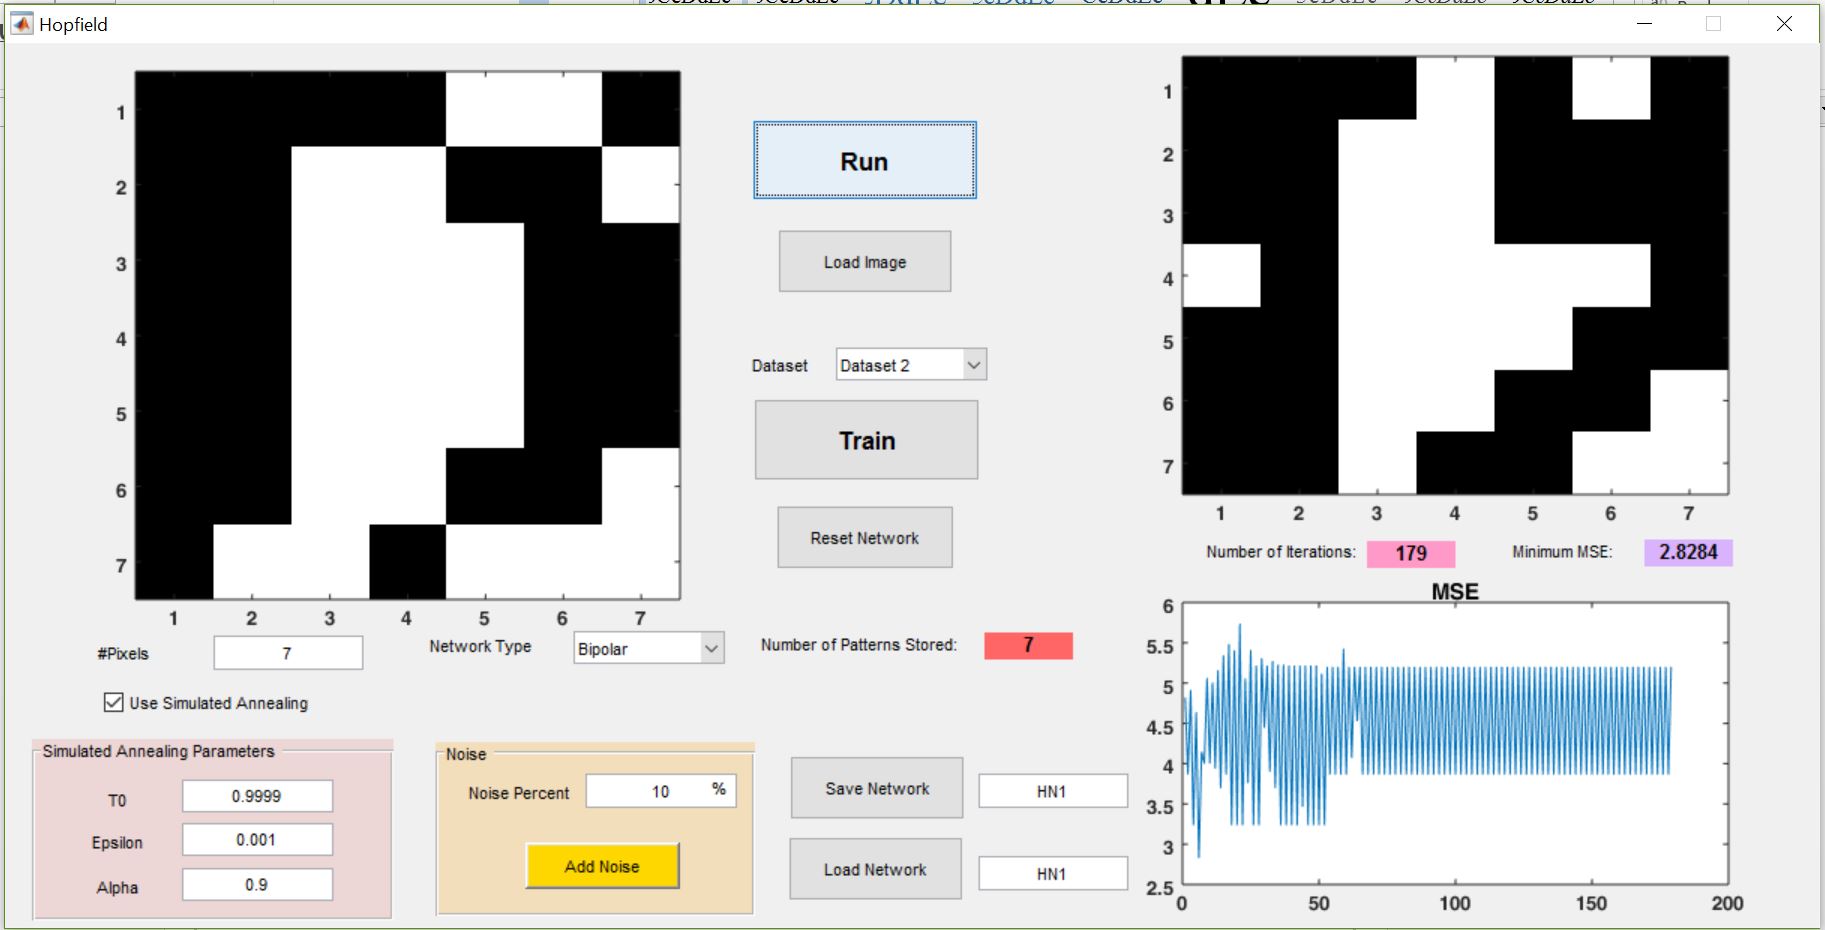 Hopfield
1
2
3
4
5
6
7
1 2 3 4 5 6 7
#Pixels 7
Network Type Bipolar
Use Simulated Annealing
Simulated Annealing Parameters
T0 0.9999
Epsilon 0.001
Alpha 0.9
Run
Load Image
Dataset Dataset 2
Train
Reset Network
Number of Patterns Stored: 7
Noise
Noise Percent 10 %
Add Noise
Save Network HN1
Load Network HN1
1
2
3
4
5
6
7
1 2 3 4 5 6 7
Number of Iterations: 179 Minimum MSE: 2.8284
MSE
6
5.5
5
4.5
4
3.5
3
2.5
0 50 100 150 200